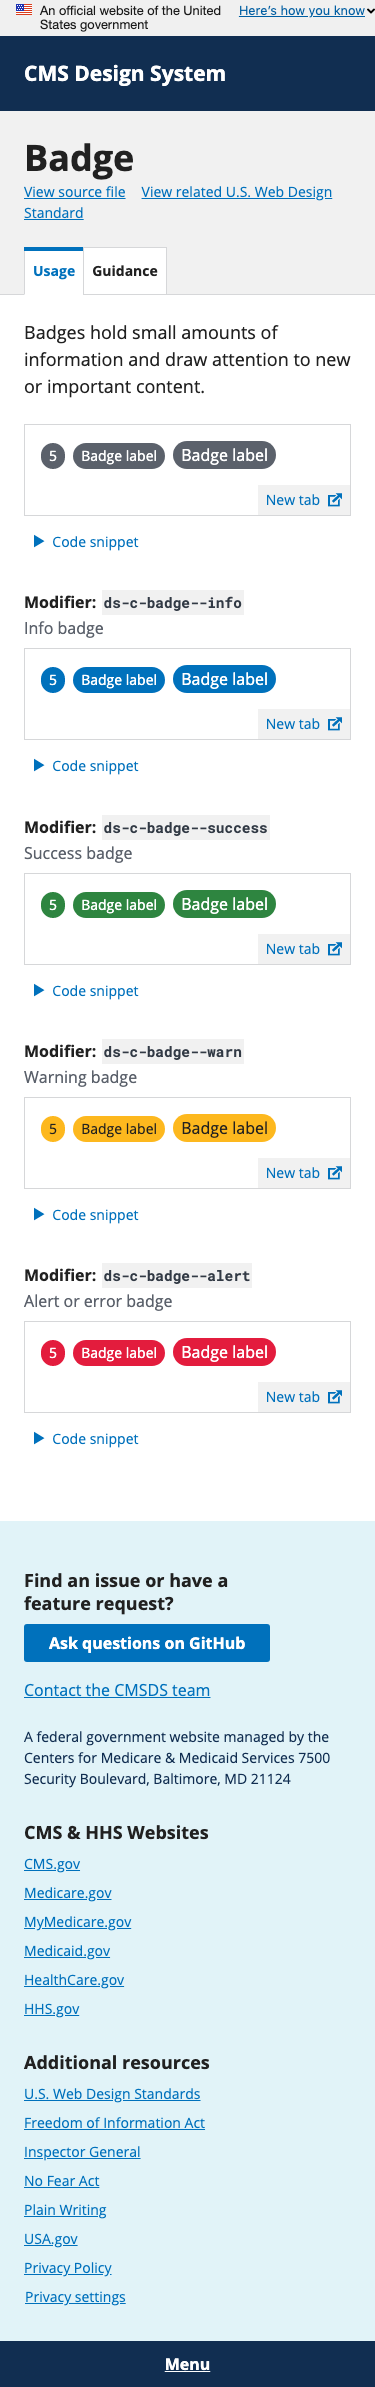 An official website of the United Here's how you know
States government
CMS Design System
Badge
View source file View related U.S. Web Design
Standard
Usage Guidance
Badges hold small amounts of
information and draw attention to new
or important content.
5 Badge label Badge label
New tab
Code snippet
Modifier: ds-c-badge--info
Info badge
5 Badge label Badge label
New tab
Code snippet
Modifier: ds-c-badge--success
Success badge
5 Badge label Badge label
New tab
Code snippet
Modifier: ds-c-badge--warn
Warning badge
5 Badge label Badge label
New tab
Code snippet
Modifier: ds-c-badge--alert
Alert or error badge
5 Badge label Badge label
New tab
Code snippet
Find an issue or have a
feature request?
Ask questions on GitHub
Contact the CMSDS team
A federal government website managed by the
Centers for Medicare & Medicaid Services 7500
Security Boulevard, Baltimore, MD 21124
CMS & HHS Websites
CMS.gov
Medicare.gov
MyMedicare.gov
Medicaid.gov
HealthCare.gov
HHS.gov
Additional resources
U.S. Web Design Standards
Freedom of Information Act
Inspector General
No Fear Act
Plain Writing
USA.gov
Privacy Policy
Privacy settings
Menu